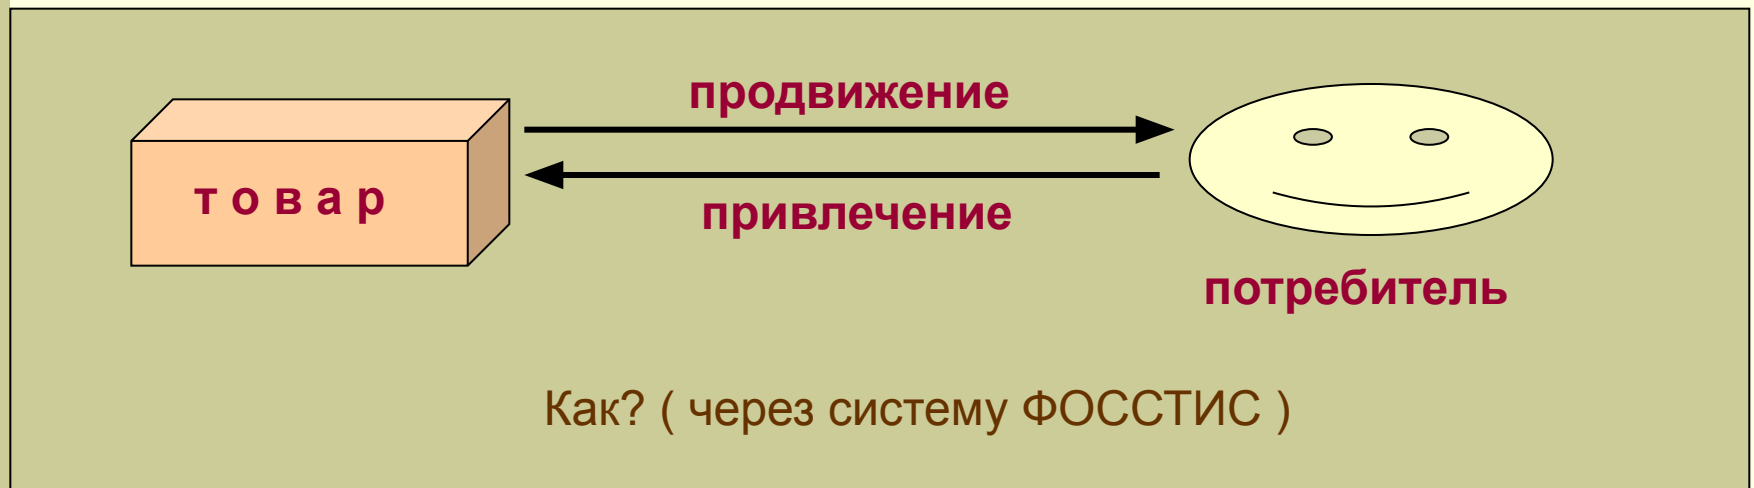 продвижение
т о в а р
привлечение
потребитель
Как? ( через систему ФОССТИС )